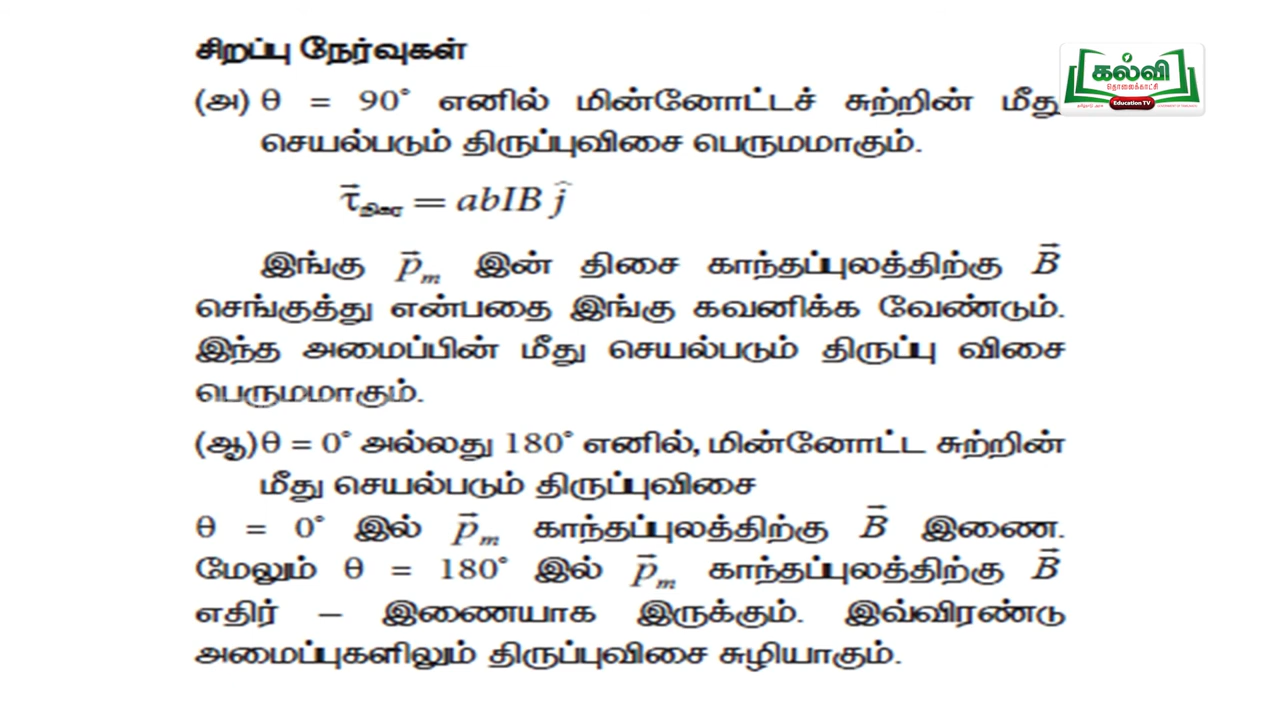 சிறப்பு நேர்வுகள்
கல்வி
தொலைக்காட்சி
Education TV
(அ) θ = 90° எனில் மின்னோட்டச் சுற்றின் மீது
செயல்படும் திருப்புவிசை பெருமமாகும்.
τ⃗நிகர = abIB ĵ
இங்கு p⃗ₘ இன் திசை காந்தப்புலத்திற்கு B⃗
செங்குத்து என்பதை இங்கு கவனிக்க வேண்டும்.
இந்த அமைப்பின் மீது செயல்படும் திருப்பு விசை
பெருமமாகும்.
(ஆ) θ = 0° அல்லது 180° எனில், மின்னோட்ட சுற்றின்
மீது செயல்படும் திருப்புவிசை
θ = 0° இல் p⃗ₘ காந்தப்புலத்திற்கு B⃗ இணை.
மேலும் θ = 180° இல் p⃗ₘ காந்தப்புலத்திற்கு B⃗
எதிர் – இணையாக இருக்கும். இவ்விரண்டு
அமைப்புகளிலும் திருப்புவிசை சுழியாகும்.